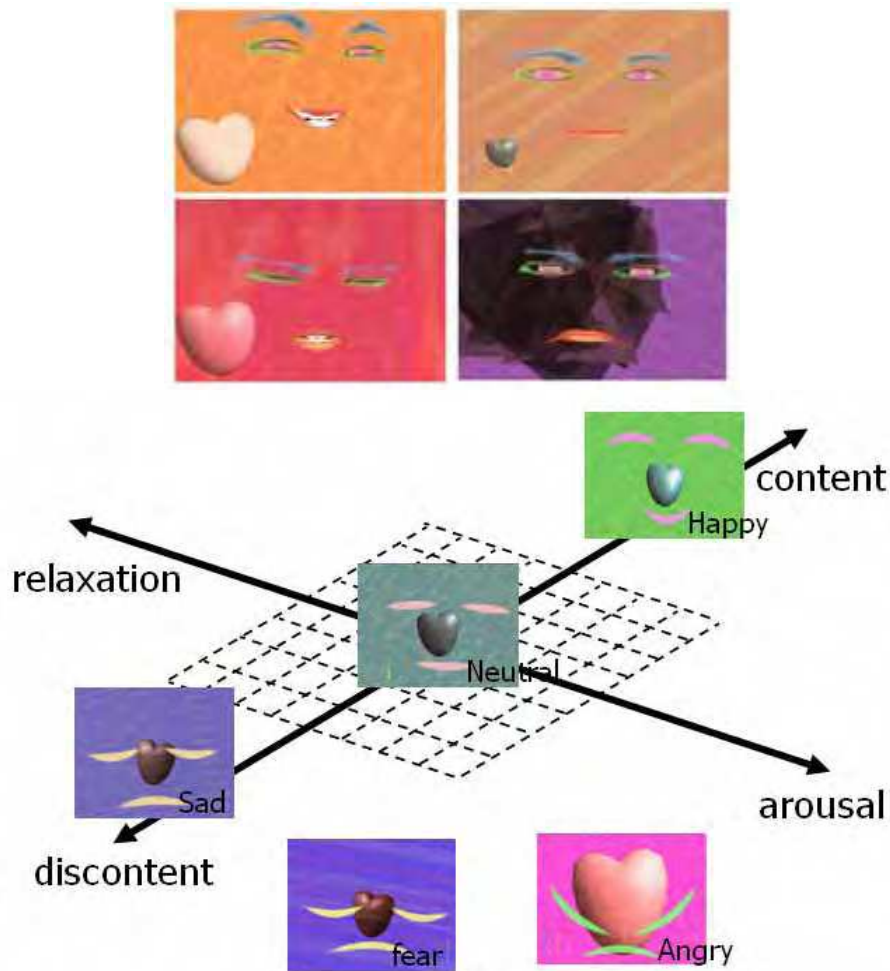 content
Happy
relaxation
Neutral
Sad
arousal
discontent
fear
Angry